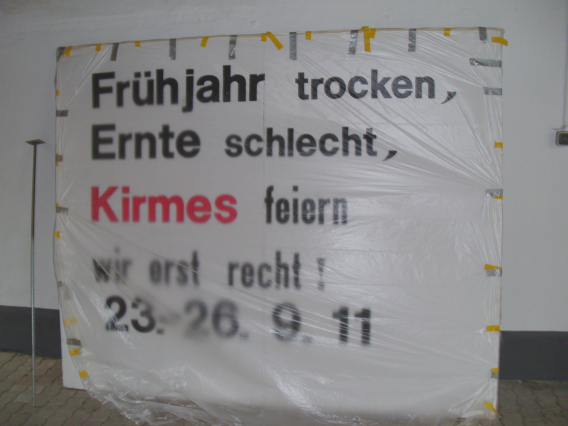 Frühjahr trocken,
Ernte schlecht,
Kirmes feiern
wir erst recht!
23.-26. 9. 11